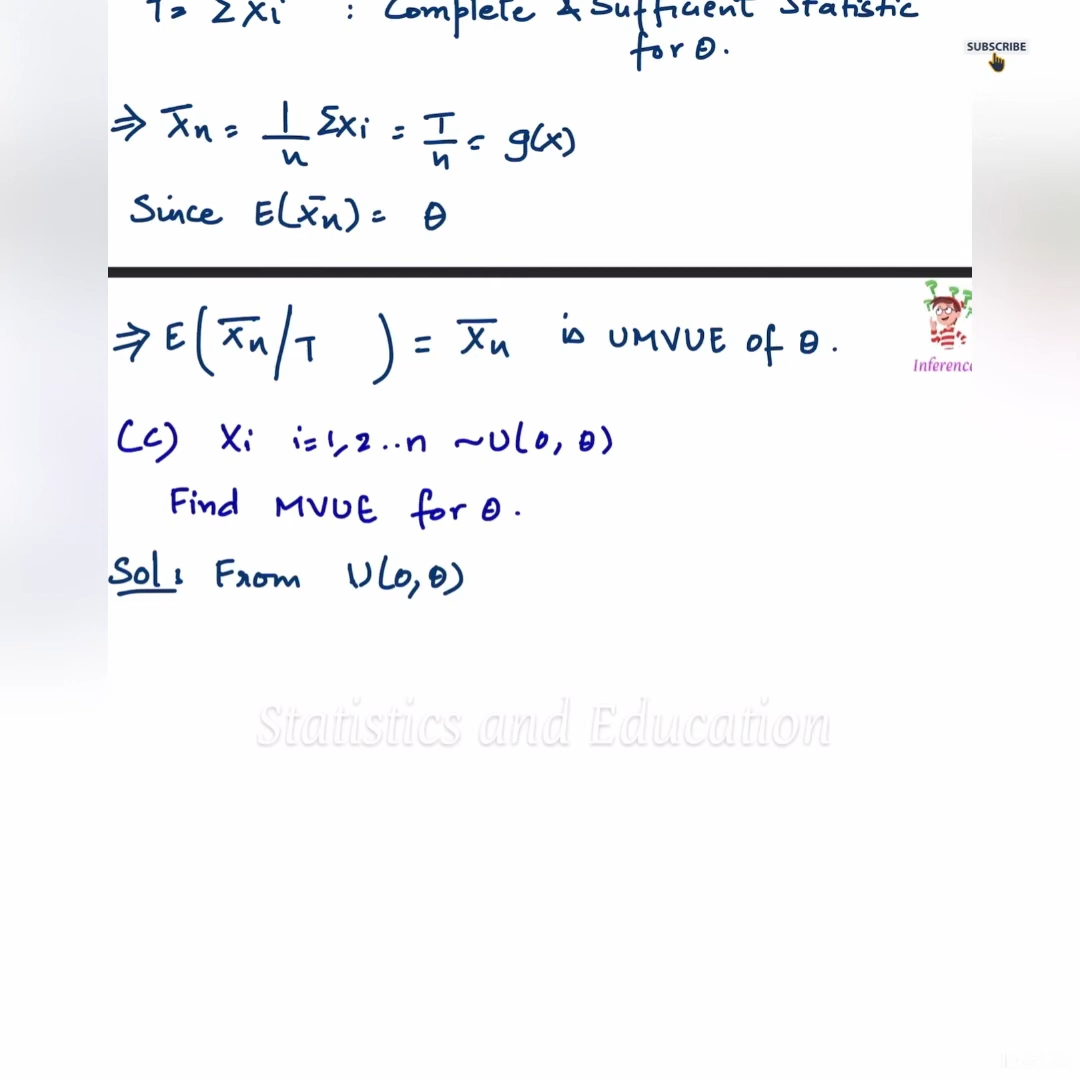 T = Σxi : Complete & Sufficient Statistic
for θ.
SUBSCRIBE
⇒ X̄n = 1/n Σxi = T/n = g(x)
Since E(X̄n) = θ
⇒ E(X̄n/T) = X̄n is UMVUE of θ.
Inference
(C) Xi i=1,2..n ~U(0, θ)
Find MVUE for θ.
Sol: From U(0,θ)
Statistics and Education